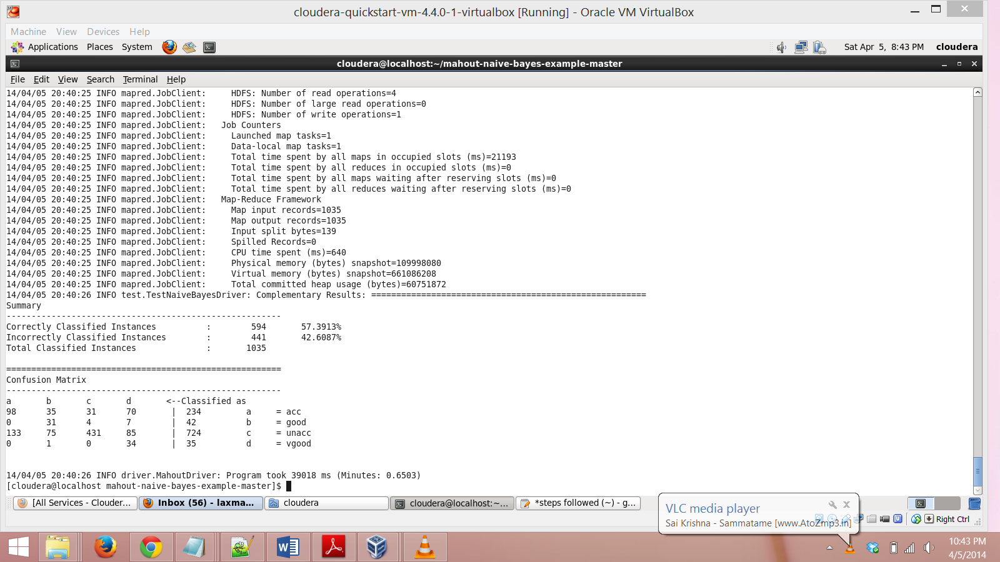 cloudera-quickstart-vm-4.4.0-1-virtualbox [Running] - Oracle VM VirtualBox
Machine View Devices Help
Applications Places System Sat Apr 5, 8:43 PM cloudera
cloudera@localhost:~/mahout-naive-bayes-example-master
File Edit View Search Terminal Help
14/04/05 20:40:25 INFO mapred.JobClient:     HDFS: Number of read operations=4
14/04/05 20:40:25 INFO mapred.JobClient:     HDFS: Number of large read operations=0
14/04/05 20:40:25 INFO mapred.JobClient:     HDFS: Number of write operations=1
14/04/05 20:40:25 INFO mapred.JobClient:   Job Counters
14/04/05 20:40:25 INFO mapred.JobClient:     Launched map tasks=1
14/04/05 20:40:25 INFO mapred.JobClient:     Data-local map tasks=1
14/04/05 20:40:25 INFO mapred.JobClient:     Total time spent by all maps in occupied slots (ms)=21193
14/04/05 20:40:25 INFO mapred.JobClient:     Total time spent by all reduces in occupied slots (ms)=0
14/04/05 20:40:25 INFO mapred.JobClient:     Total time spent by all maps waiting after reserving slots (ms)=0
14/04/05 20:40:25 INFO mapred.JobClient:     Total time spent by all reduces waiting after reserving slots (ms)=0
14/04/05 20:40:25 INFO mapred.JobClient:   Map-Reduce Framework
14/04/05 20:40:25 INFO mapred.JobClient:     Map input records=1035
14/04/05 20:40:25 INFO mapred.JobClient:     Map output records=1035
14/04/05 20:40:25 INFO mapred.JobClient:     Input split bytes=139
14/04/05 20:40:25 INFO mapred.JobClient:     Spilled Records=0
14/04/05 20:40:25 INFO mapred.JobClient:     CPU time spent (ms)=640
14/04/05 20:40:25 INFO mapred.JobClient:     Physical memory (bytes) snapshot=109998080
14/04/05 20:40:25 INFO mapred.JobClient:     Virtual memory (bytes) snapshot=661086208
14/04/05 20:40:25 INFO mapred.JobClient:     Total committed heap usage (bytes)=60751872
14/04/05 20:40:26 INFO test.TestNaiveBayesDriver: Complementary Results: =======================================================
Summary
-------------------------------------------------------
Correctly Classified Instances          :        594       57.3913%
Incorrectly Classified Instances        :        441       42.6087%
Total Classified Instances              :       1035
=======================================================
Confusion Matrix
-------------------------------------------------------
a       b       c       d       <--Classified as
98      35      31      70       |  234         a     = acc
0       31      4       7        |  42          b     = good
133     75      431     85       |  724         c     = unacc
0       1       0       34       |  35          d     = vgood
14/04/05 20:40:26 INFO driver.MahoutDriver: Program took 39018 ms (Minutes: 0.6503)
[cloudera@localhost mahout-naive-bayes-example-master]$
[All Services - Clouder... Inbox (56) - laxma... cloudera cloudera@localhost:~... *steps followed (~) - g...
VLC media player
Sai Krishna - Sammatame [www.AtoZmp3.in]
Right Ctrl
10:43 PM
4/5/2014